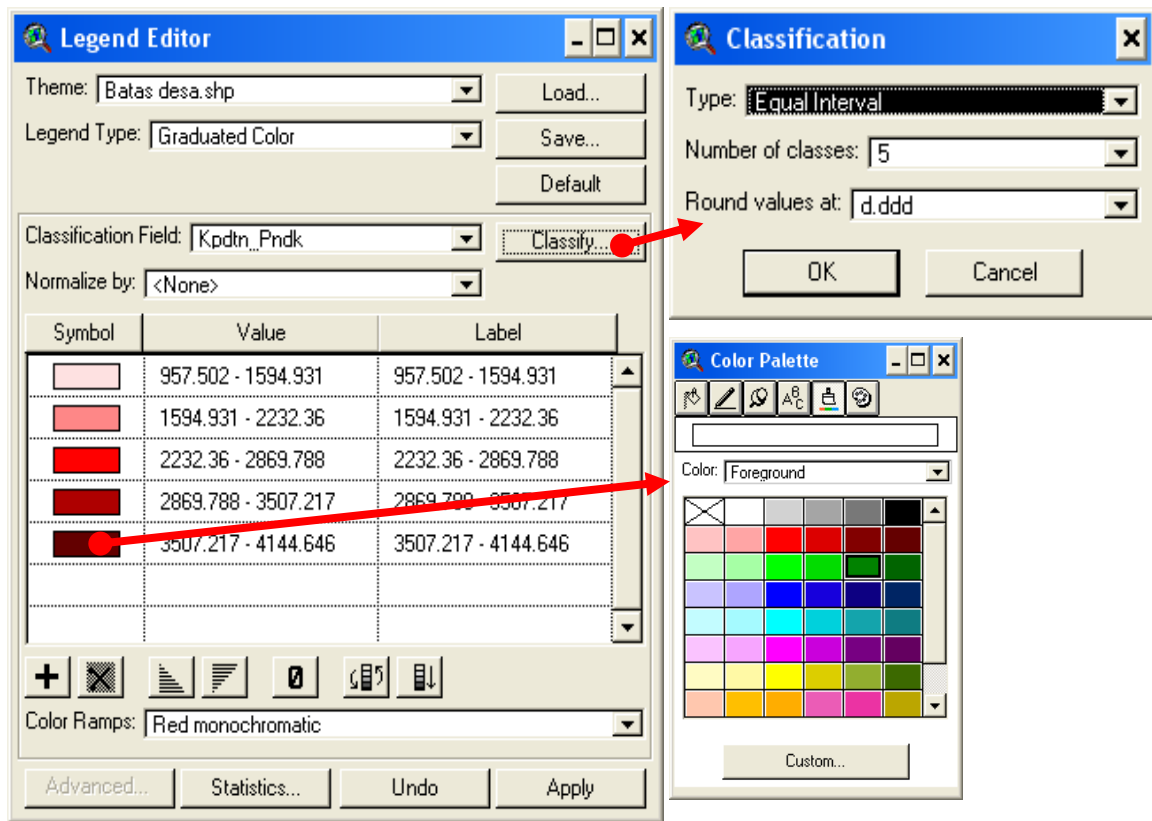 Legend Editor
Theme: Batas desa.shp
Load...
Legend Type: Graduated Color
Save...
Default
Classification Field: Kpdtn_Pndk
Classify...
Normalize by: <None>
Symbol Value Label
957.502 - 1594.931 957.502 - 1594.931
1594.931 - 2232.36 1594.931 - 2232.36
2232.36 - 2869.788 2232.36 - 2869.788
2869.788 - 3507.217 2869.788 - 3507.217
3507.217 - 4144.646 3507.217 - 4144.646
0
Color Ramps: Red monochromatic
Advanced... Statistics... Undo Apply
Classification
Type: Equal Interval
Number of classes: 5
Round values at: d.ddd
OK Cancel
Color Palette
ABC
Color: Foreground
Custom...